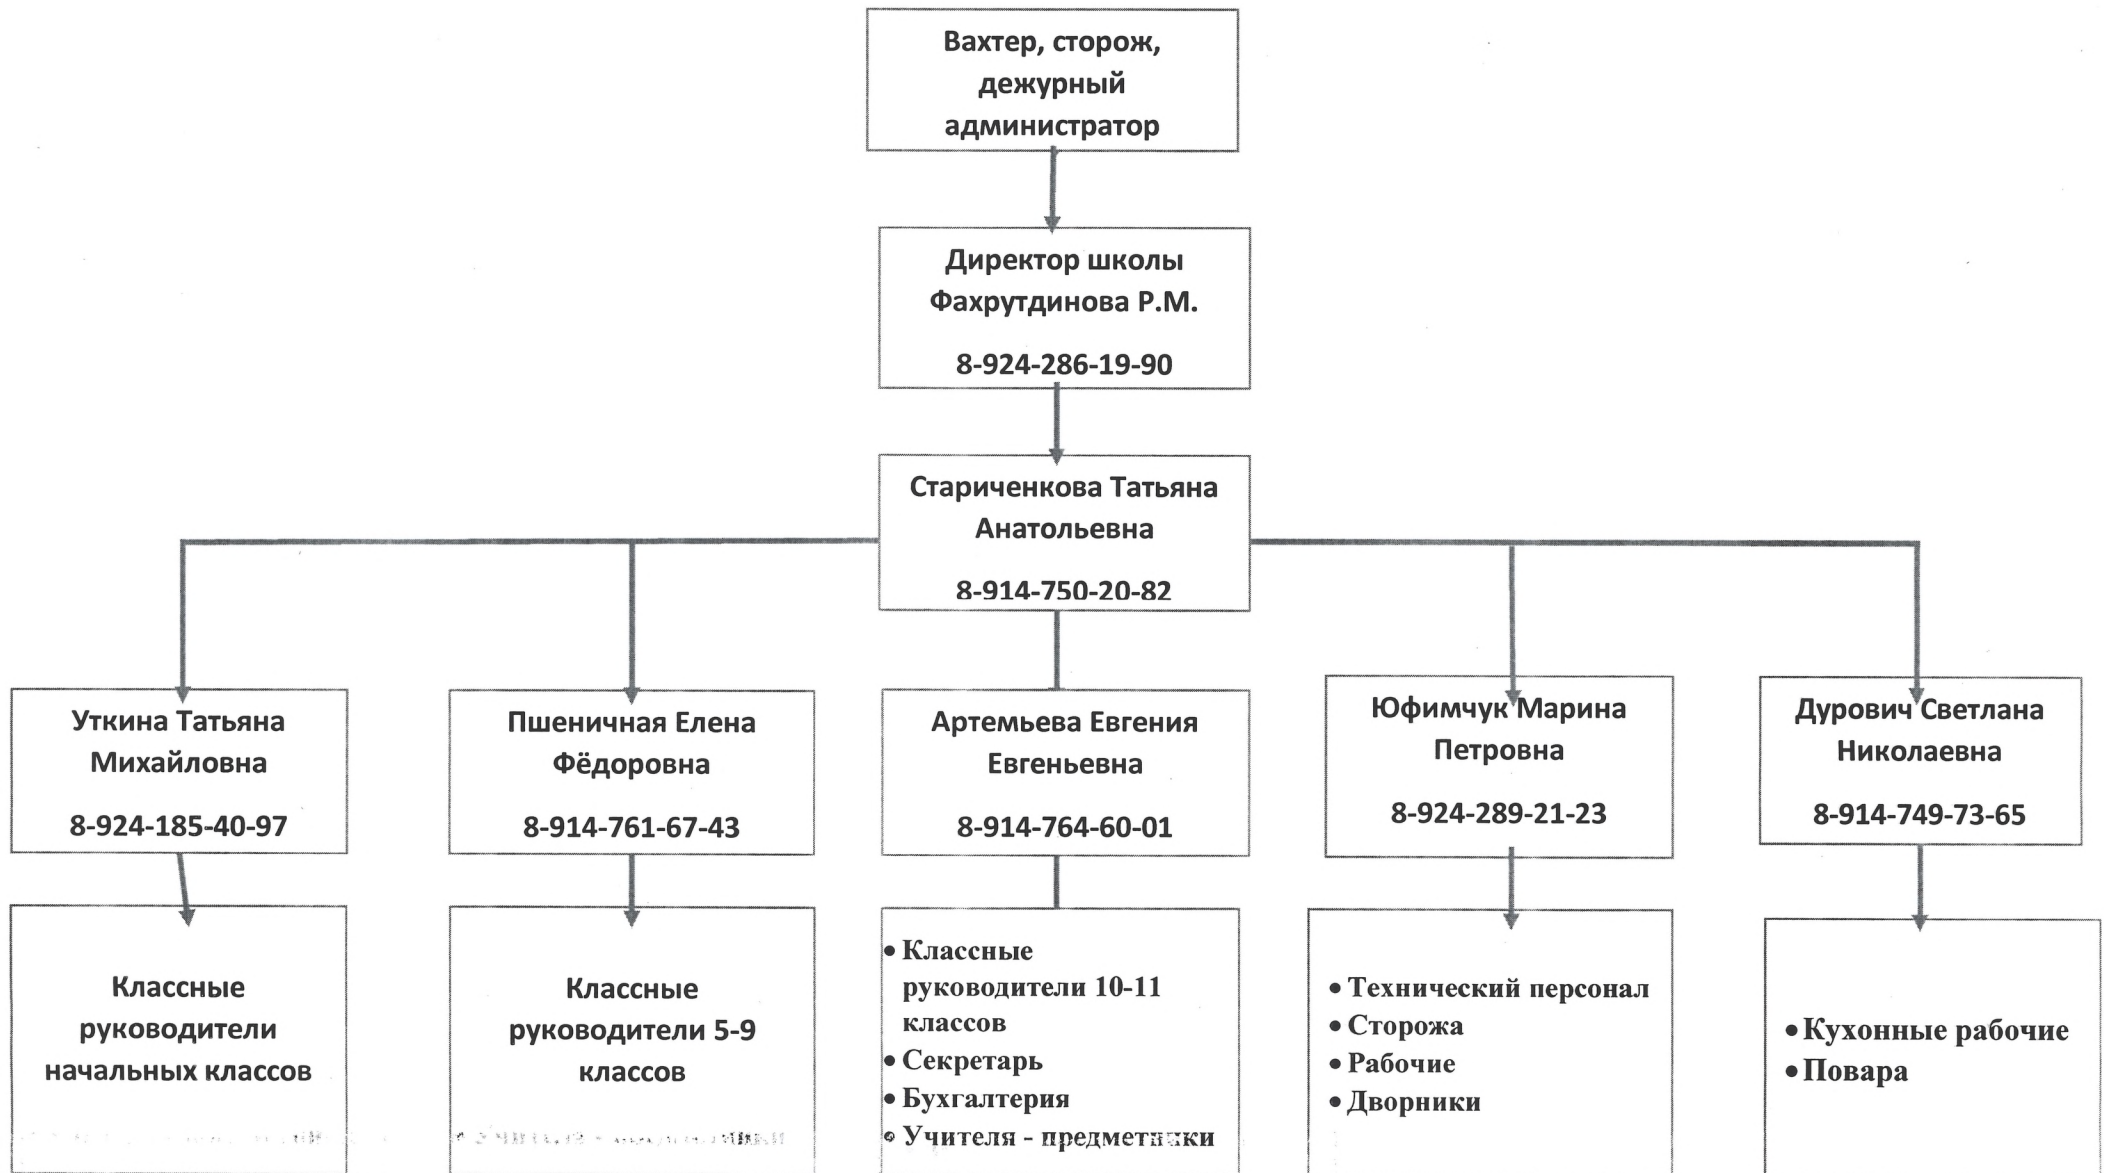 Вахтер, сторож,
дежурный
администратор
Директор школы
Фахрутдинова Р.М.
8-924-286-19-90
Стариченкова Татьяна
Анатольевна
8-914-750-20-82
Уткина Татьяна
Михайловна
8-924-185-40-97
Пшеничная Елена
Фёдоровна
8-914-761-67-43
Артемьева Евгения
Евгеньевна
8-914-764-60-01
Юфимчук Марина
Петровна
8-924-289-21-23
Дурович Светлана
Николаевна
8-914-749-73-65
Классные
руководители
начальных классов
Классные
руководители 5-9
классов
• Классные
руководители 10-11
классов
• Секретарь
• Бухгалтерия
• Учителя - предметники
• Технический персонал
• Сторожа
• Рабочие
• Дворники
• Кухонные рабочие
• Повара